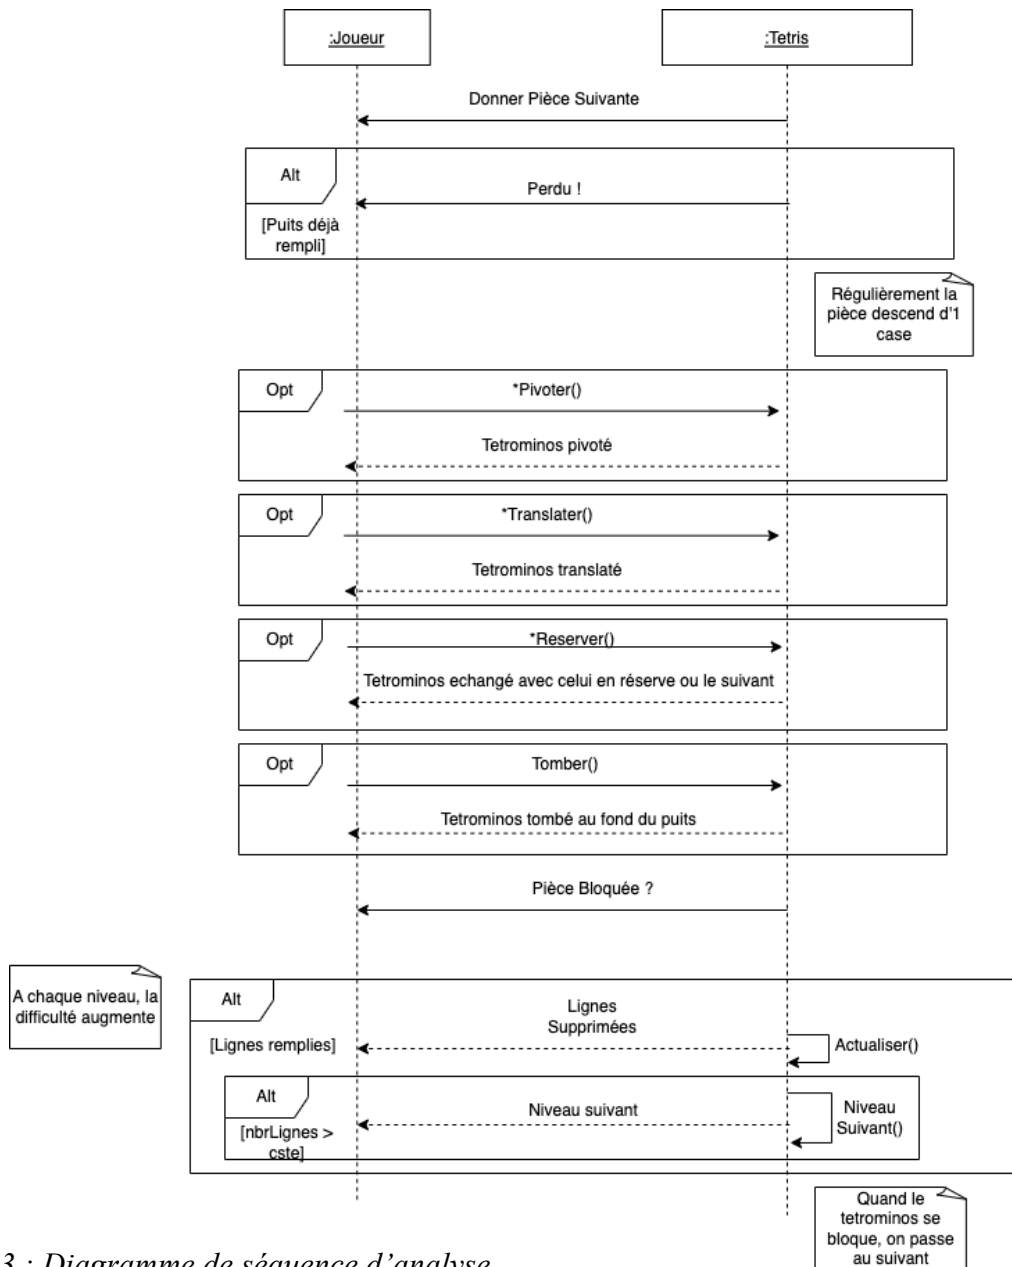 :Joueur
:Tetris
Donner Pièce Suivante
Alt
Perdu !
[Puits déjà
rempli]
Régulièrement la
pièce descend d'1
case
Opt
*Pivoter()
Tetrominos pivoté
Opt
*Translater()
Tetrominos translaté
Opt
*Reserver()
Tetrominos echangé avec celui en réserve ou le suivant
Opt
Tomber()
Tetrominos tombé au fond du puits
Pièce Bloquée ?
A chaque niveau, la
difficulté augmente
Alt
Lignes
Supprimées
[Lignes remplies]
Actualiser()
Alt
Niveau suivant
Niveau
Suivant()
[nbrLignes >
cste]
Quand le
tetrominos se
bloque, on passe
au suivant
3 : Diagramme de séquence d'analyse